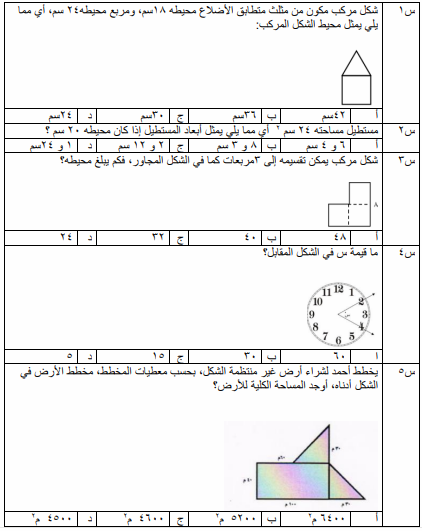 س١ شكل مركب مكون من مثلث متطابق الأضلاع محيطه ١٨سم، ومربع محيطه٢٤ سم، أي مما
يلي يمثل محيط الشكل المركب:
أ ٤٢سم ب ٣٦سم ج ٣٠سم د ٢٤سم
س٢ مستطيل مساحته ٢٤ سم ٢ أي مما يلي يمثل أبعاد المستطيل إذا كان محيطه ٢٠ سم ؟
أ ٦ و ٤ سم ب ٨ و ٣ سم ج ٢ و ١٢ سم د ١ و ٢٤سم
س٣ شكل مركب يمكن تقسيمه إلى ٣مربعات كما في الشكل المجاور، فكم يبلغ محيطه؟
٨
أ ٤٨ ب ٤٠ ج ٣٢ د ٢٤
س٤ ما قيمة س في الشكل المقابل؟
12 1 2 3 4 5 6 7 8 9 10 11
س
أ ٦٠ ب ٣٠ ج ١٥ د ٥
س٥ يخطط أحمد لشراء أرض غير منتظمة الشكل، بحسب معطيات المخطط، مخطط الأرض في
الشكل أدناه، أوجد المساحة الكلية للأرض؟
أ ٦٤٠٠ م٢ ب ٥٢٠٠ م٢ ج ٤٦٠٠ م٢ د ٤٥٠٠ م٢